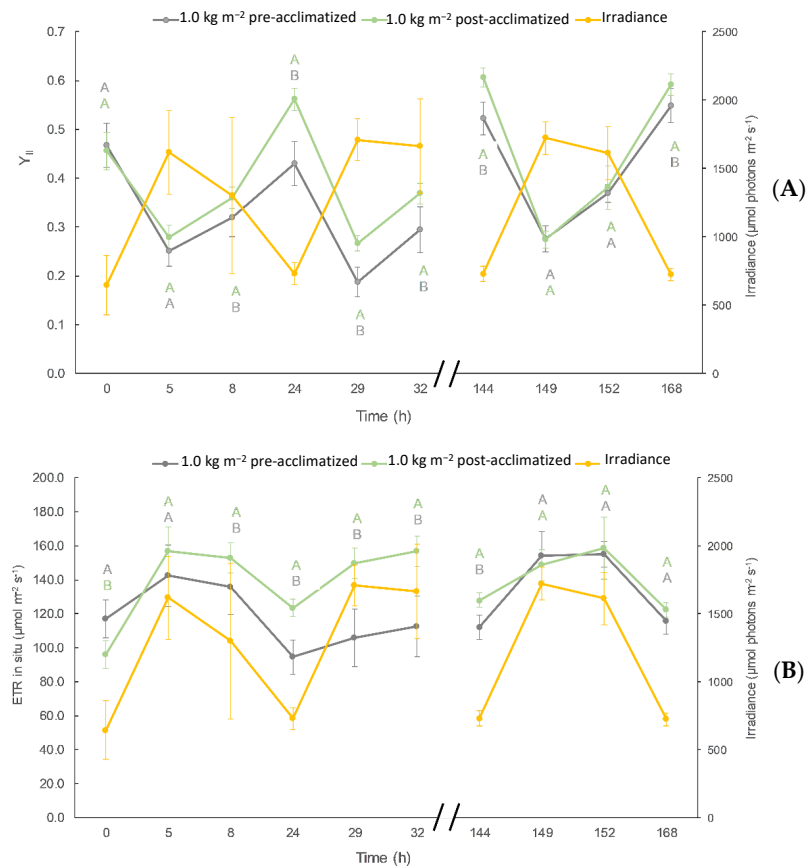 1.0 kg m⁻² pre-acclimatized 1.0 kg m⁻² post-acclimatized Irradiance
Y_II
0.7
0.6
0.5
0.4
0.3
0.2
0.1
0.0
A
A
A
A
A
B
A
B
A
B
A
B
A
B
A
A
A
A
A
B
2500
2000
1500
1000
500
0
Irradiance (µmol photons m⁻² s)
(A)
0 5 8 24 29 32 144 149 152 168
Time (h)
1.0 kg m⁻² pre-acclimatized 1.0 kg m⁻² post-acclimatized Irradiance
ETR in situ (µmol m⁻² s⁻¹)
200.0
180.0
160.0
140.0
120.0
100.0
80.0
60.0
40.0
20.0
0.0
A
B
A
A
A
B
A
B
A
B
A
B
A
B
A
A
A
A
A
A
2500
2000
1500
1000
500
0
Irradiance (µmol photons m⁻² s⁻¹)
(B)
0 5 8 24 29 32 144 149 152 168
Time (h)